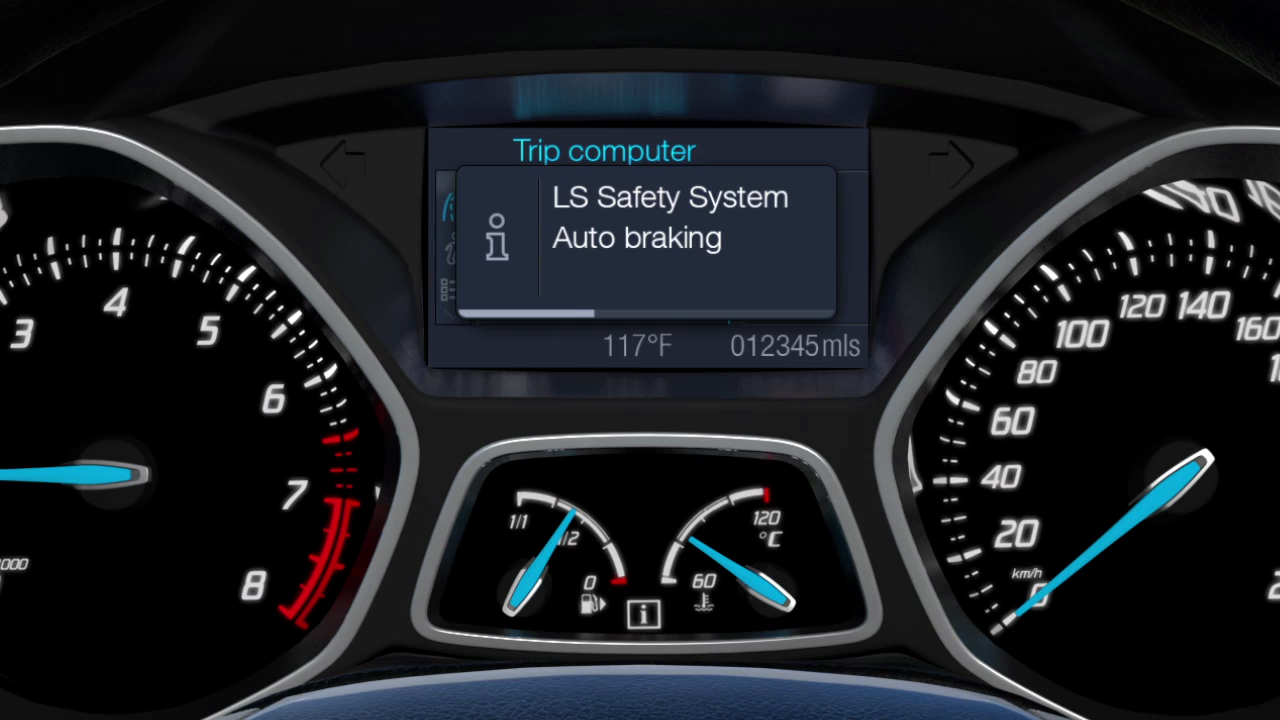 Trip computer
LS Safety System
Auto braking
117°F
012345mls
3
4
5
6
7
8
1/1
1/2
0
120
°C
60
i
20
40
60
80
100
120
140
160
km/h
0